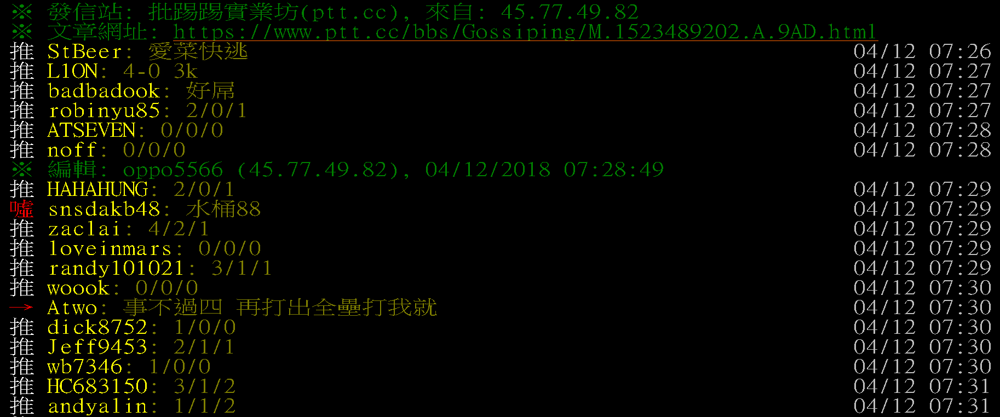 ※ 發信站: 批踢踢實業坊(ptt.cc), 來自: 45.77.49.82
※ 文章網址: https://www.ptt.cc/bbs/Gossiping/M.1523489202.A.9AD.html
推 StBeer: 愛菜快逃 04/12 07:26
推 L1ON: 4-0 3k 04/12 07:27
推 badbadook: 好屌 04/12 07:27
推 robinyu85: 2/0/1 04/12 07:27
推 ATSEVEN: 0/0/0 04/12 07:28
推 noff: 0/0/0 04/12 07:28
※ 編輯: oppo5566 (45.77.49.82), 04/12/2018 07:28:49
推 HAHAHUNG: 2/0/1 04/12 07:29
噓 snsdakb48: 水桶88 04/12 07:29
推 zaclai: 4/2/1 04/12 07:29
推 loveinmars: 0/0/0 04/12 07:29
推 randy101021: 3/1/1 04/12 07:29
推 woook: 0/0/0 04/12 07:30
→ Atwo: 事不過四 再打出全壘打我就 04/12 07:30
推 dick8752: 1/0/0 04/12 07:30
推 Jeff9453: 2/1/1 04/12 07:30
推 wb7346: 1/0/0 04/12 07:30
推 HC683150: 3/1/2 04/12 07:31
推 andyalin: 1/1/2 04/12 07:31